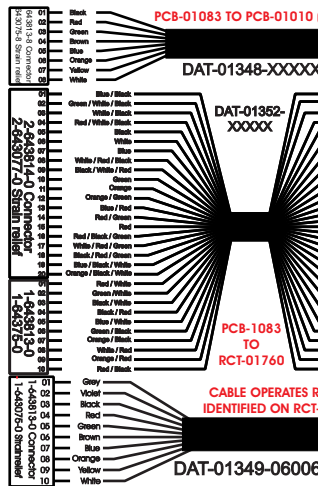 643813-8 Connector
643075-8 Strain relief
01 Black
02 Red
03 Green
04 Brown
05 Blue
06 Orange
07 Yellow
08 White
PCB-01083 TO PCB-01010
DAT-01348-XXXXX
2-643814-0 Connector
2-643077-0 Strain relief
01 Blue / Black
02 Green / White / Black
03 White / Black
04 Red / White / Black
05 Black
06 White
07 Blue
08 White / Red / Black
09 Black / White / Red
10 Green
11 Orange
12 Orange / Green
13 Blue / Red
14 Red / Green
15 Red
16 Red / Black / Green
17 White / Red / Green
18 Black / Red / Green
19 Blue / Black / White
20 Orange / Black / White
DAT-01352-
XXXXX
1-643813-0
1-64375-0
01 Red / White
02 Green /White
03 Black / White
04 Black / Red
05 Blue / White
06 Green / Black
07 Orange / Black
08 White / Red
09 Orange / Red
10 Red / Black
PCB-1083
TO
RCT-01760
1-643813-0 Connector
1-643075-0 Strainrelief
01 Grey
02 Violet
03 Black
04 Red
05 Green
06 Brown
07 Blue
08 Orange
09 Yellow
10 White
CABLE OPERATES R
IDENTIFIED ON RCT-
DAT-01349-06006